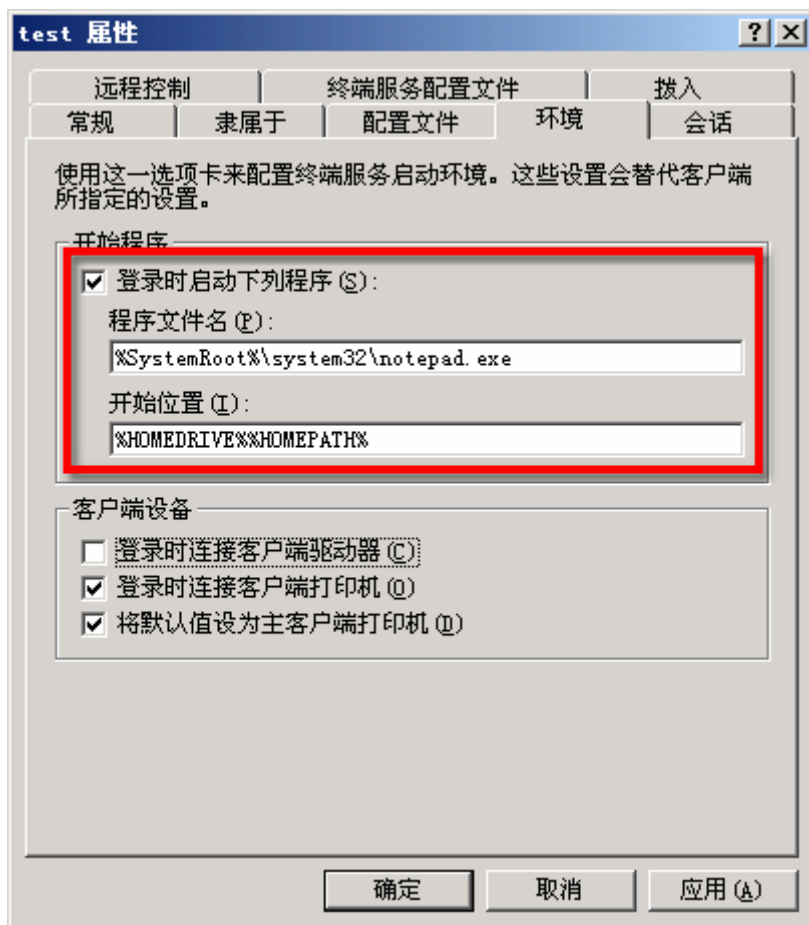 test 属性
远程控制 终端服务配置文件 拨入
常规 隶属于 配置文件 环境 会话
使用这一选项卡来配置终端服务启动环境。这些设置会替代客户端
所指定的设置。
开始程序
登录时启动下列程序(S):
程序文件名(P):
%SystemRoot%\system32\notepad.exe
开始位置(I):
%HOMEDRIVE%%HOMEPATH%
客户端设备
登录时连接客户端驱动器(C)
登录时连接客户端打印机(O)
将默认值设为主客户端打印机(D)
确定 取消 应用(A)